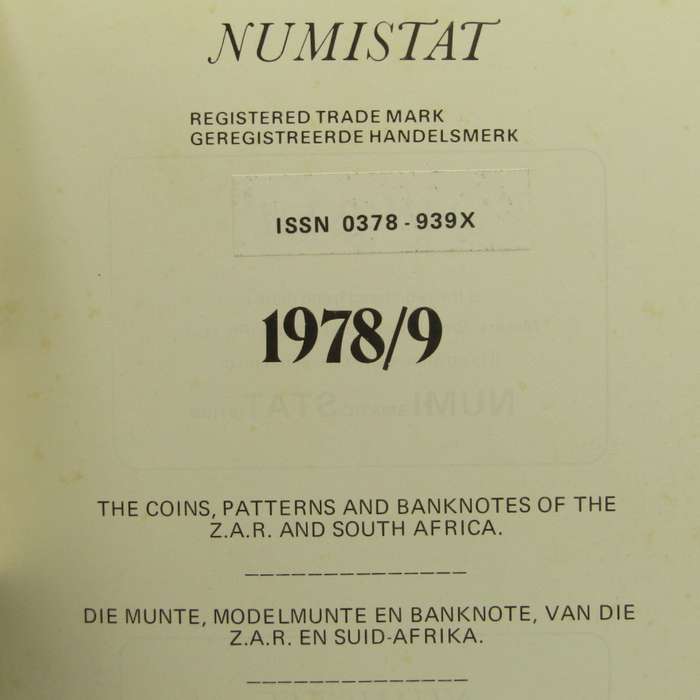 NUMISTAT
REGISTERED TRADE MARK
GEREGISTREERDE HANDELSMERK
ISSN 0378-939X
1978/9
THE COINS, PATTERNS AND BANKNOTES OF THE
Z.A.R. AND SOUTH AFRICA.
DIE MUNTE, MODELMUNTE EN BANKNOTE, VAN DIE
Z.A.R. EN SUID-AFRIKA.